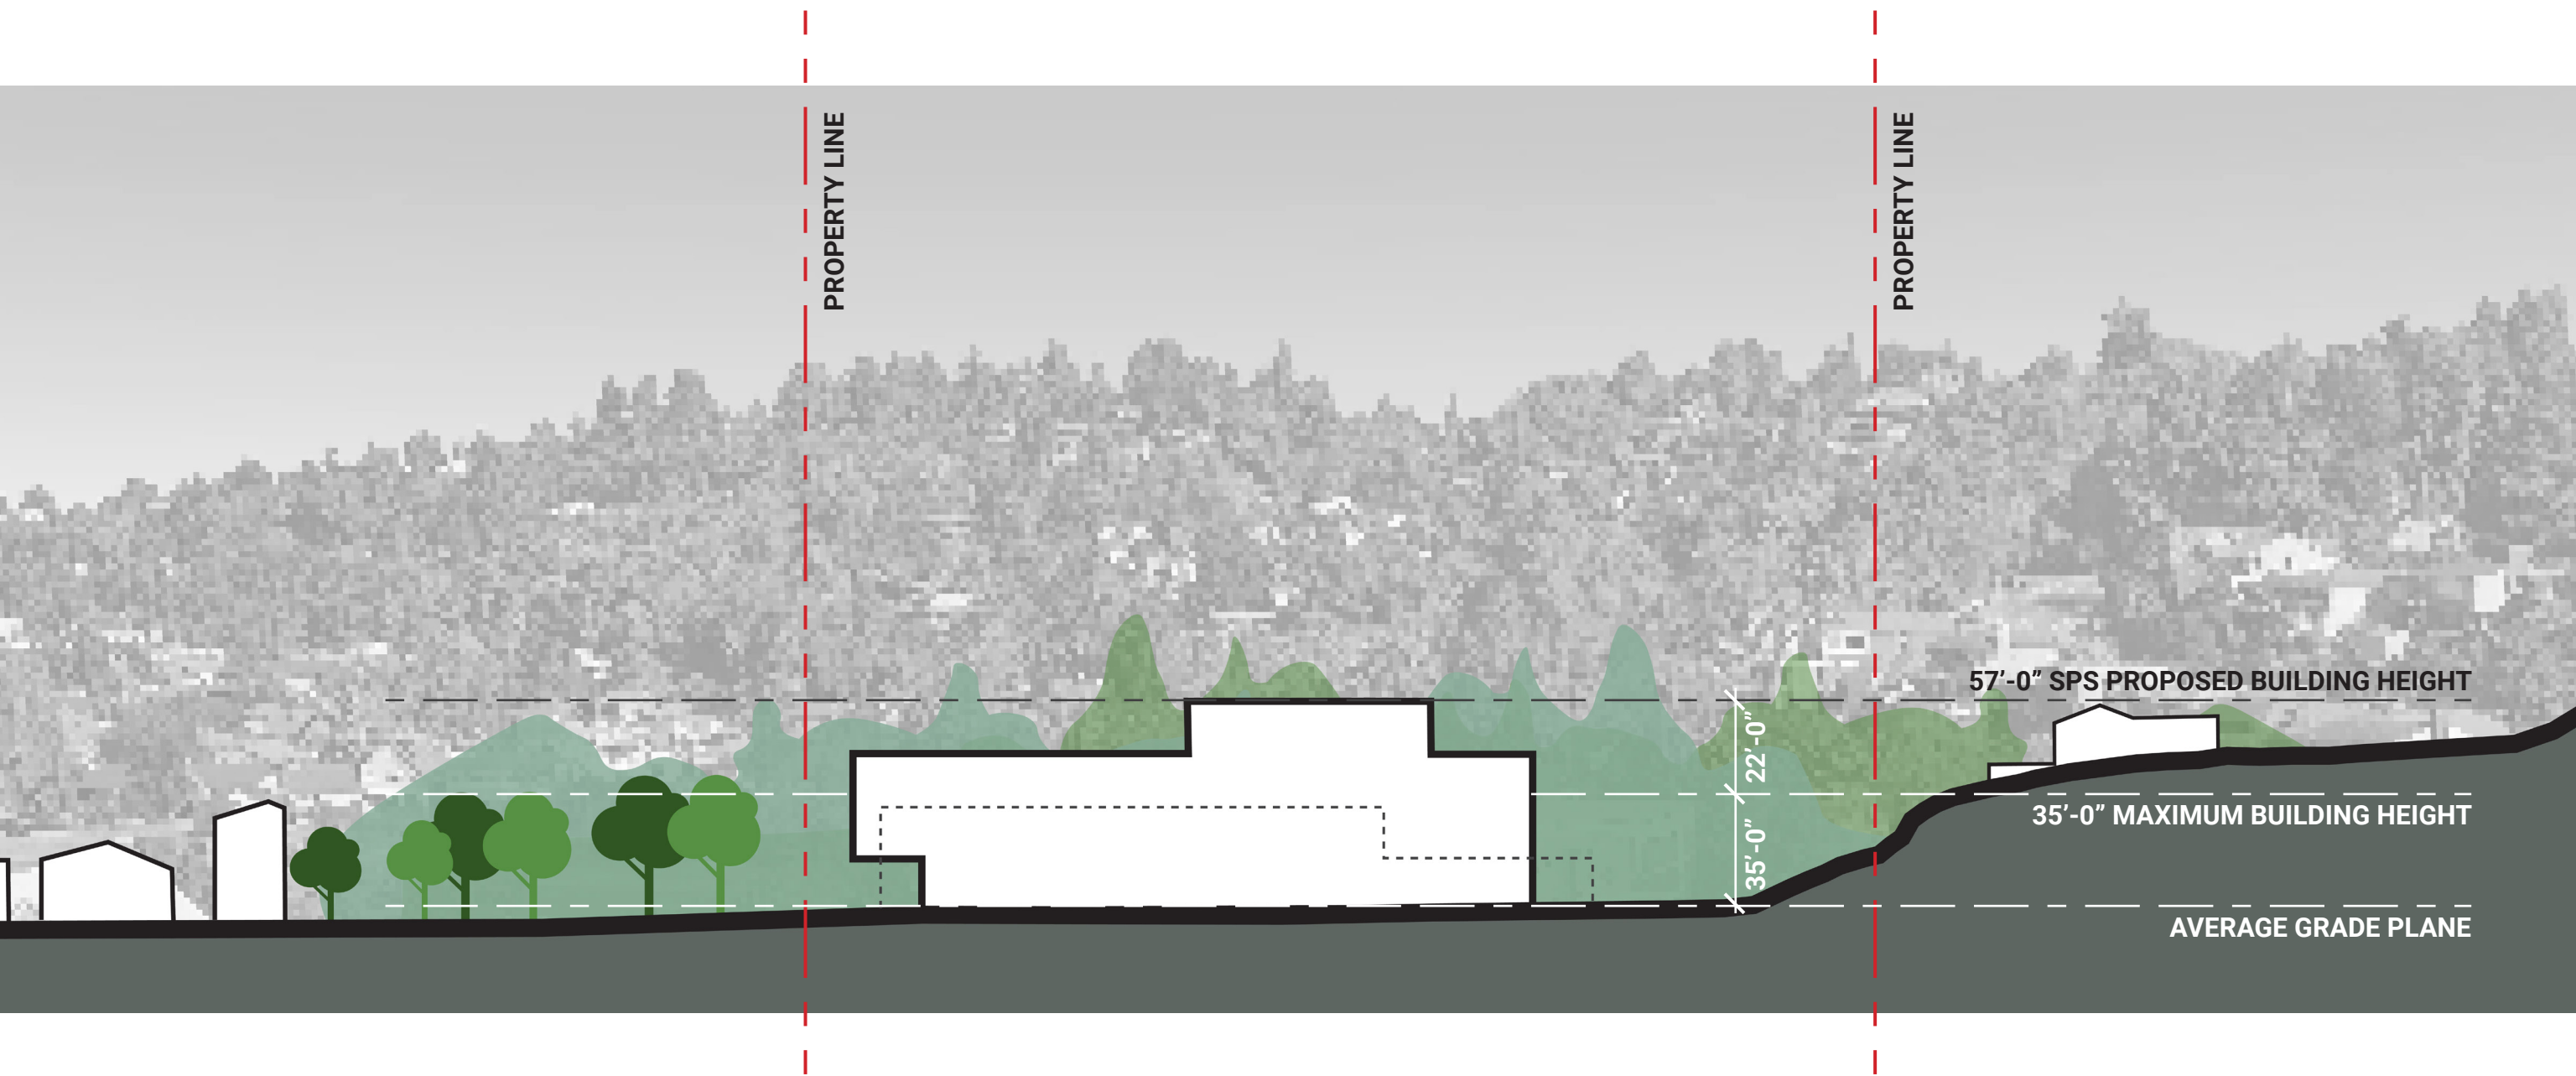 PROPERTY LINE
PROPERTY LINE
57’-0” SPS PROPOSED BUILDING HEIGHT
22’-0”
35’-0” MAXIMUM BUILDING HEIGHT
35’-0”
AVERAGE GRADE PLANE